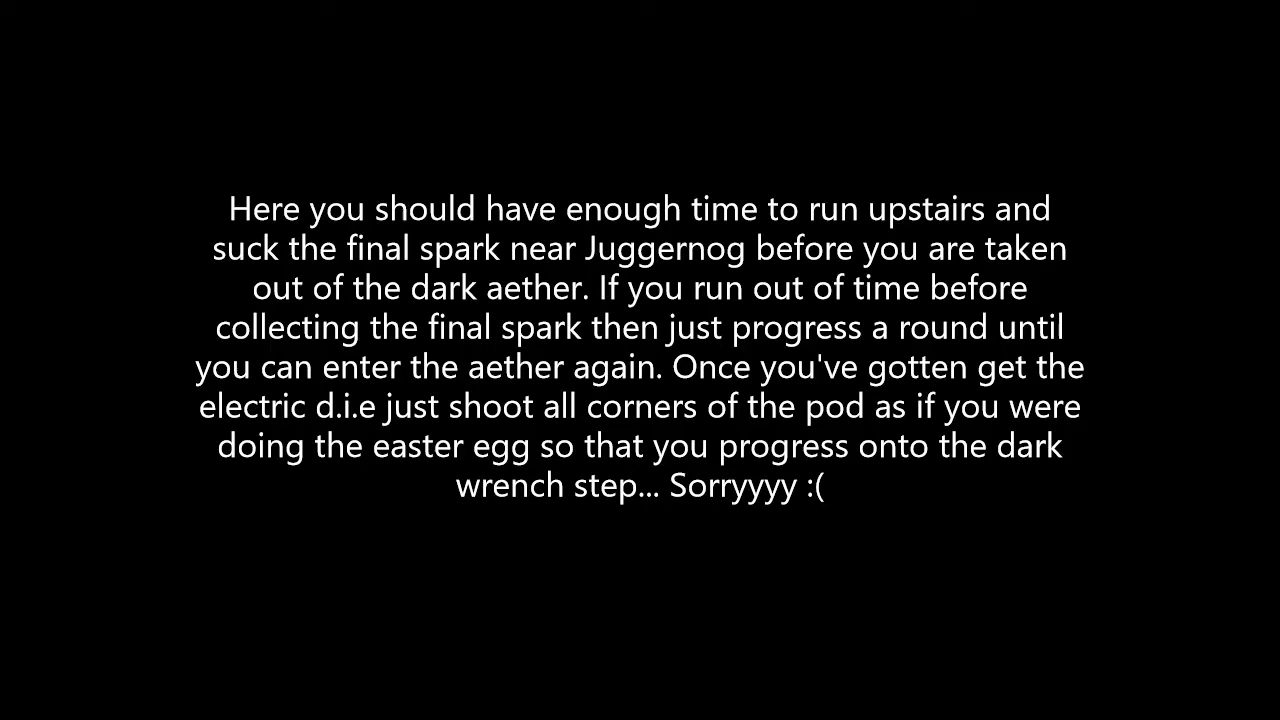 Here you should have enough time to run upstairs and
suck the final spark near Juggernog before you are taken
out of the dark aether. If you run out of time before
collecting the final spark then just progress a round until
you can enter the aether again. Once you've gotten get the
electric d.i.e just shoot all corners of the pod as if you were
doing the easter egg so that you progress onto the dark
wrench step... Sorryyyy :(